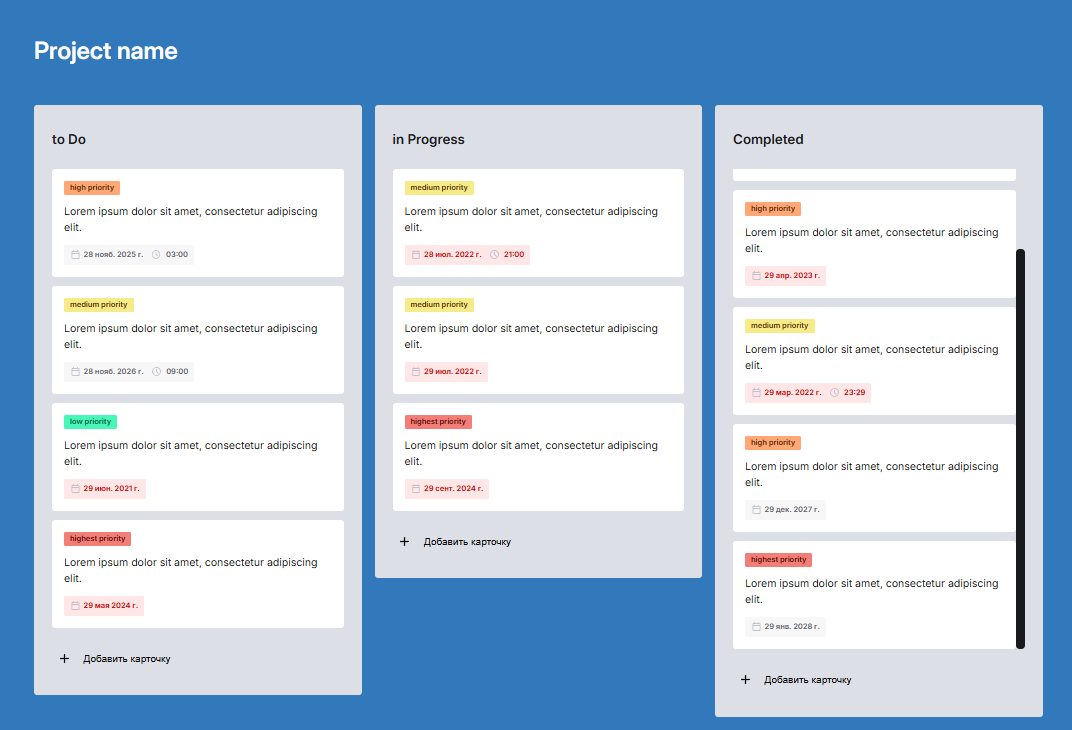 Project name
to Do
high priority
Lorem ipsum dolor sit amet, consectetur adipiscing
elit.
28 нояб. 2025 г. 03:00
medium priority
Lorem ipsum dolor sit amet, consectetur adipiscing
elit.
28 нояб. 2026 г. 09:00
low priority
Lorem ipsum dolor sit amet, consectetur adipiscing
elit.
29 июн. 2021 г.
highest priority
Lorem ipsum dolor sit amet, consectetur adipiscing
elit.
29 мая 2024 г.
+ Добавить карточку
in Progress
medium priority
Lorem ipsum dolor sit amet, consectetur adipiscing
elit.
28 июл. 2022 г. 21:00
medium priority
Lorem ipsum dolor sit amet, consectetur adipiscing
elit.
29 июл. 2022 г.
highest priority
Lorem ipsum dolor sit amet, consectetur adipiscing
elit.
29 сент. 2024 г.
+ Добавить карточку
Completed
high priority
Lorem ipsum dolor sit amet, consectetur adipiscing
elit.
29 апр. 2023 г.
medium priority
Lorem ipsum dolor sit amet, consectetur adipiscing
elit.
29 мар. 2022 г. 23:29
high priority
Lorem ipsum dolor sit amet, consectetur adipiscing
elit.
29 дек. 2027 г.
highest priority
Lorem ipsum dolor sit amet, consectetur adipiscing
elit.
29 янв. 2028 г.
+ Добавить карточку